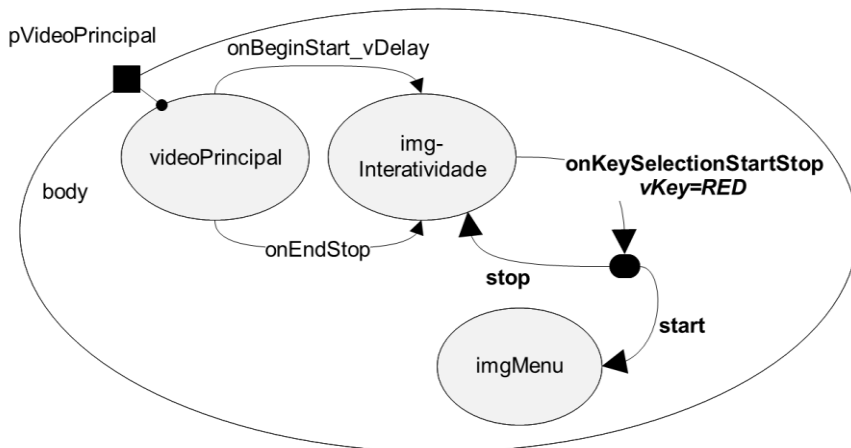 pVideoPrincipal
onBeginStart_vDelay
videoPrincipal
img-
Interatividade
onKeySelectionStartStop
vKey=RED
body
onEndStop
stop
start
imgMenu